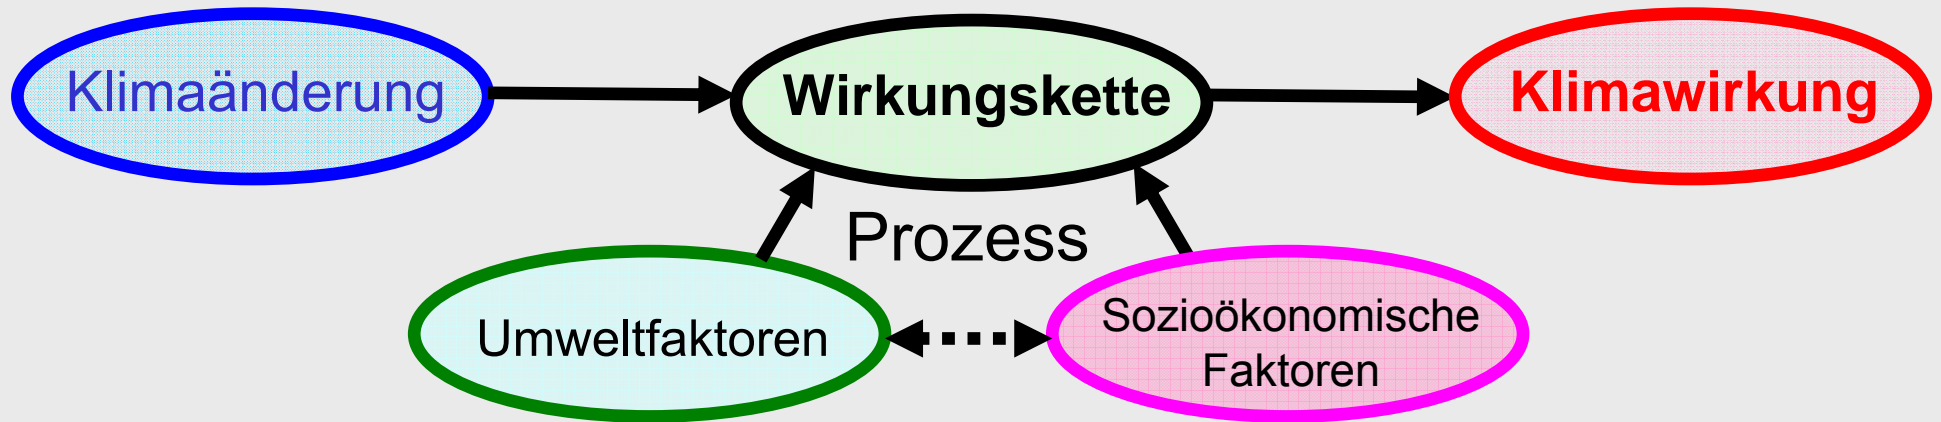 Klimaänderung
Wirkungskette
Klimawirkung
Prozess
Umweltfaktoren
Sozioökonomische
Faktoren